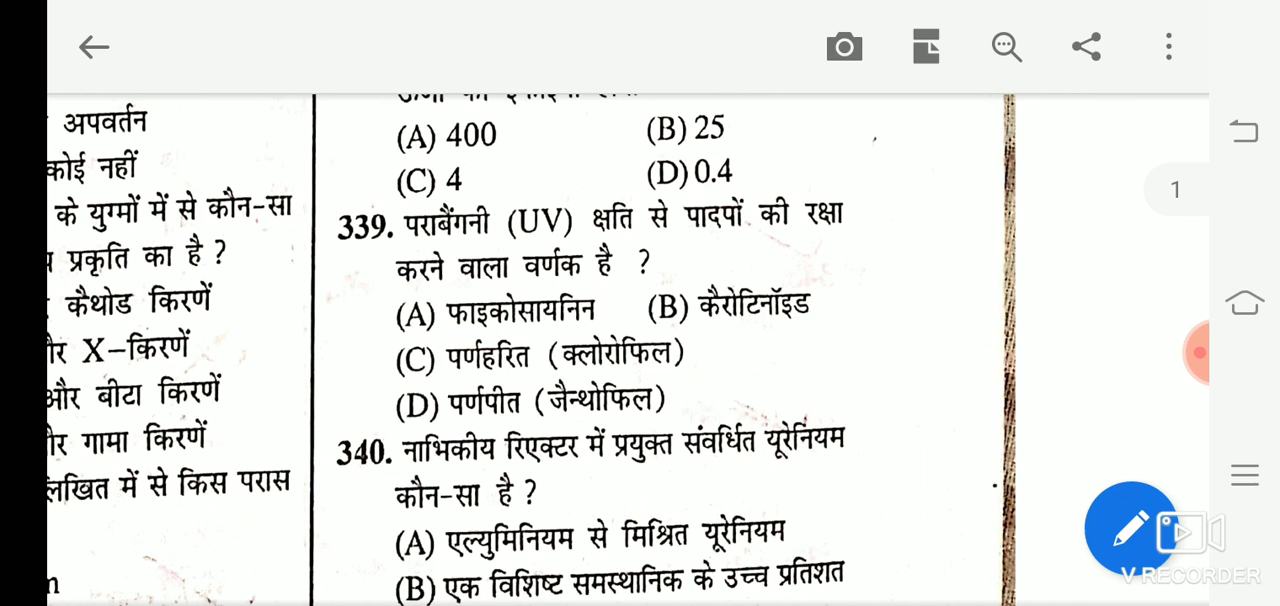 1
अपवर्तन
कोई नहीं
के युग्मों में से कौन-सा
प्रकृति का है ?
कैथोड किरणें
X-किरणें
और बीटा किरणें
गामा किरणें
में से किस परास
(A) 400 (B) 25
(C) 4 (D) 0.4
339. पराबैंगनी (UV) क्षति से पादपों की रक्षा
करने वाला वर्णक है ?
(A) फाइकोसायनिन (B) कैरोटिनॉइड
(C) पर्णहरित (क्लोरोफिल)
(D) पर्णपीत (जैन्थोफिल)
340. नाभिकीय रिएक्टर में प्रयुक्त संवर्धित यूरेनियम
कौन-सा है ?
(A) एल्युमिनियम से मिश्रित यूरेनियम
(B) एक विशिष्ट समस्थानिक के उच्च प्रतिशत
V RECORDER